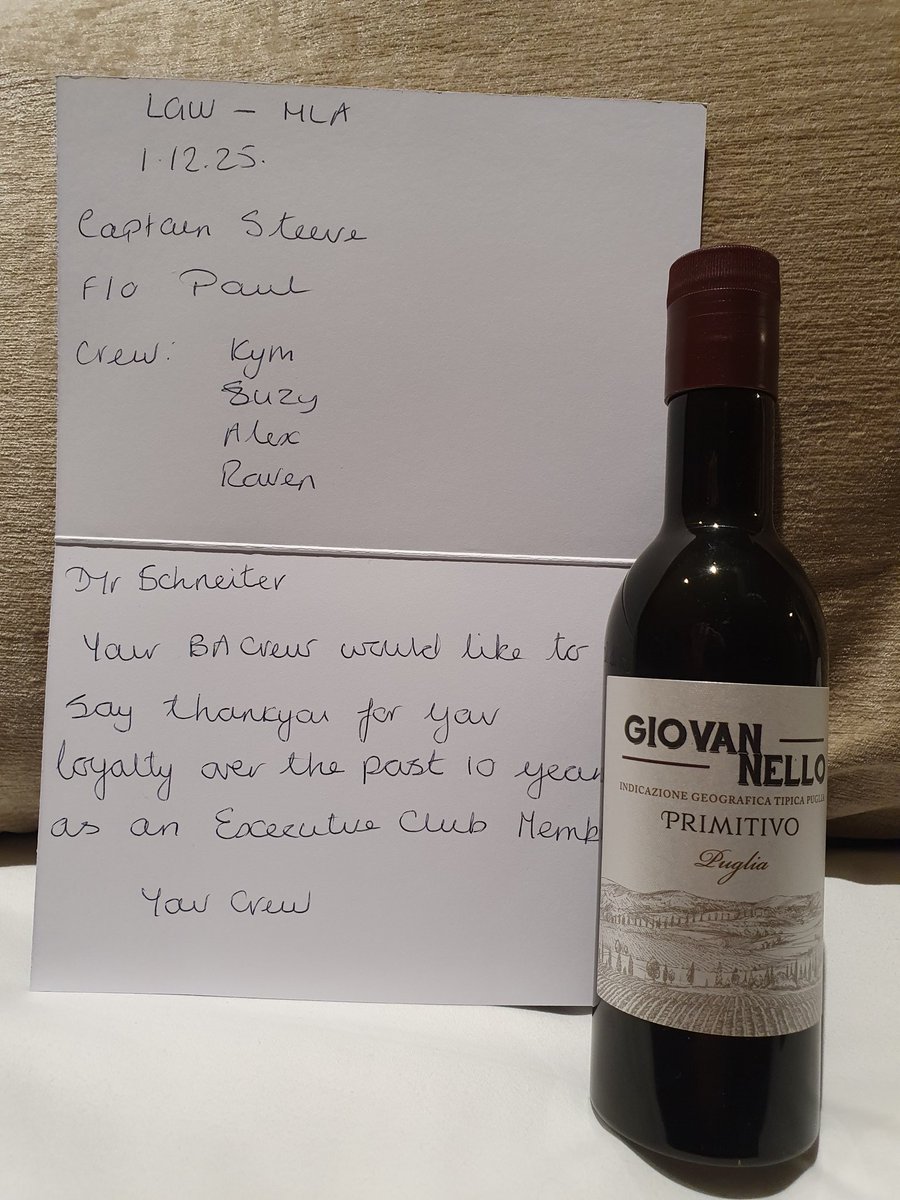 LGW - MLA
1.12.25.
Captain Steeve
F/O Paul
Crew: Kym
Suzy
Alex
Raven
Mr Schneiter
Your BA Crew would like to
say thankyou for your
loyalty over the past 10 year
as an Executive Club Memb
Your Crew
GIOVAN
NELLO
INDICAZIONE GEOGRAFICA TIPICA PUGLIA
PRIMITIVO
Puglia